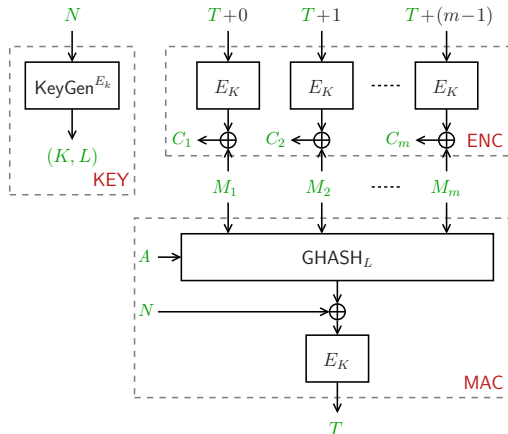 N
T+0 T+1 T+(m−1)
KeyGen^{E_k}
E_K E_K E_K
C_1 C_2 C_m
(K, L)
ENC
KEY
M_1 M_2 M_m
A GHASH_L
N
E_K
MAC
T